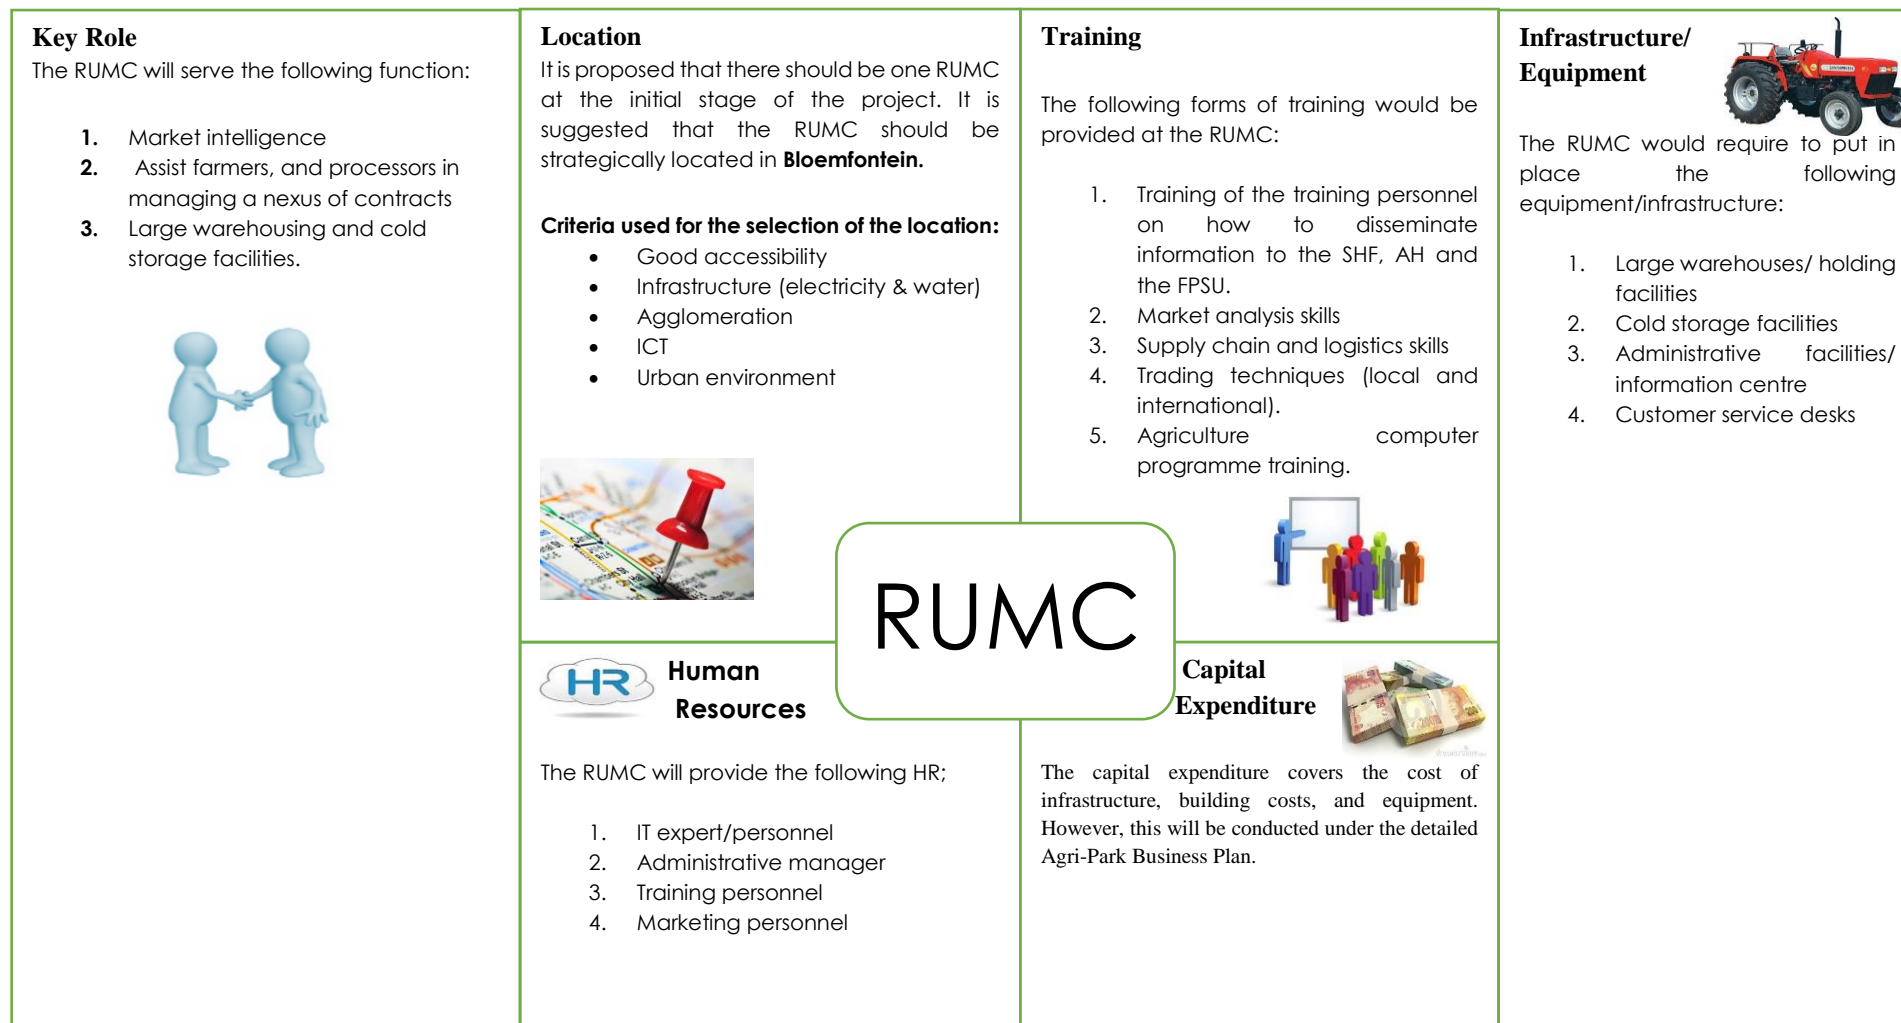 Key Role
The RUMC will serve the following function:
1. Market intelligence
2. Assist farmers, and processors in
managing a nexus of contracts
3. Large warehousing and cold
storage facilities.
Location
It is proposed that there should be one RUMC
at the initial stage of the project. It is
suggested that the RUMC should be
strategically located in Bloemfontein.
Criteria used for the selection of the location:
• Good accessibility
• Infrastructure (electricity & water)
• Agglomeration
• ICT
• Urban environment
Training
The following forms of training would be
provided at the RUMC:
1. Training of the training personnel
on how to disseminate
information to the SHF, AH and
the FPSU.
2. Market analysis skills
3. Supply chain and logistics skills
4. Trading techniques (local and
international).
5. Agriculture computer
programme training.
Infrastructure/
Equipment
The RUMC would require to put in
place the following
equipment/infrastructure:
1. Large warehouses/ holding
facilities
2. Cold storage facilities
3. Administrative facilities/
information centre
4. Customer service desks
RUMC
HR
Human
Resources
The RUMC will provide the following HR;
1. IT expert/personnel
2. Administrative manager
3. Training personnel
4. Marketing personnel
Capital
Expenditure
The capital expenditure covers the cost of
infrastructure, building costs, and equipment.
However, this will be conducted under the detailed
Agri-Park Business Plan.